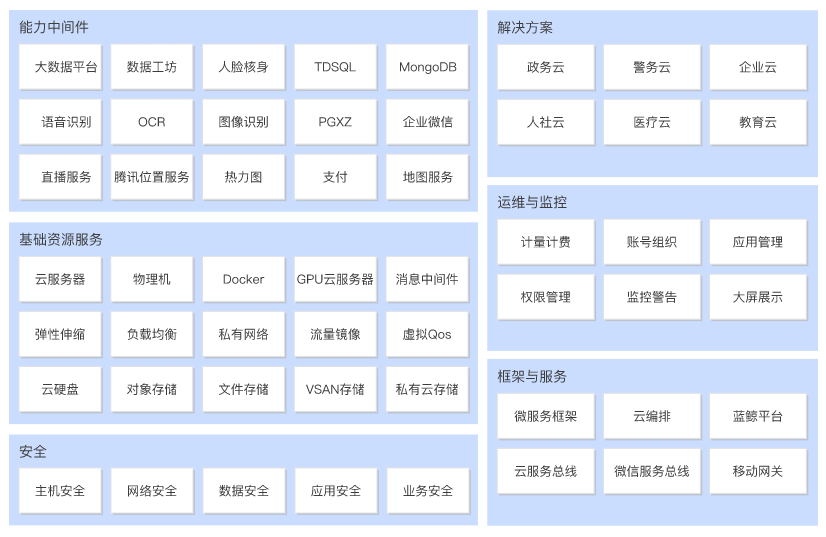 能力中间件
大数据平台 数据工坊 人脸核身 TDSQL MongoDB
语音识别 OCR 图像识别 PGXZ 企业微信
直播服务 腾讯位置服务 热力图 支付 地图服务
基础资源服务
云服务器 物理机 Docker GPU云服务器 消息中间件
弹性伸缩 负载均衡 私有网络 流量镜像 虚拟Qos
云硬盘 对象存储 文件存储 VSAN存储 私有云存储
安全
主机安全 网络安全 数据安全 应用安全 业务安全
解决方案
政务云 警务云 企业云
人社云 医疗云 教育云
运维与监控
计量计费 账号组织 应用管理
权限管理 监控警告 大屏展示
框架与服务
微服务框架 云编排 蓝鲸平台
云服务总线 微信服务总线 移动网关